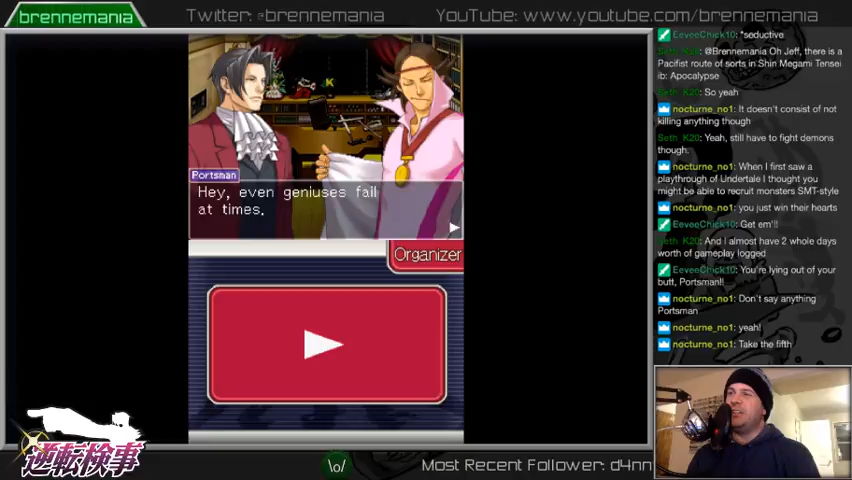 brennemania
Twitter: @brennemania
YouTube: www.youtube.com/brennemania
Portsman
Hey, even geniuses fail
at times.
Organizer
逆転検事
\o/
Most Recent Follower: d4nn
EeveeChick10: *seductive
Seth_K20: @Brennemania Oh Jeff, there is a
Pacifist route of sorts in Shin Megami Tensei
ib: Apocalypse
Seth_K20: So yeah
nocturne_no1: It doesn't consist of not
killing anything though
Seth_K20: Yeah, still have to fight demons
though.
nocturne_no1: When I first saw a
playthrough of Undertale I thought you
might be able to recruit monsters SMT-style
nocturne_no1: you just win their hearts
EeveeChick10: Get em'!!
Seth_K20: And I almost have 2 whole days
worth of gameplay logged
EeveeChick10: You're lying out of your
butt, Portsman!!
nocturne_no1: Don't say anything
Portsman
nocturne_no1: yeah!
nocturne_no1: Take the fifth